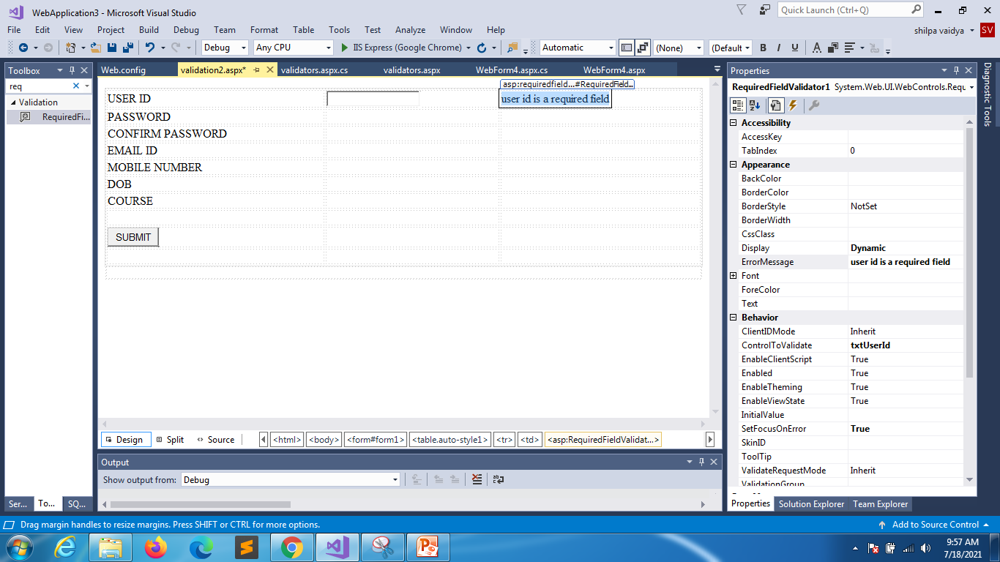 WebApplication3 - Microsoft Visual Studio
Quick Launch (Ctrl+Q)
File Edit View Project Build Debug Team Format Table Tools Test Analyze Window Help
shilpa vaidya SV
Debug Any CPU IIS Express (Google Chrome) Automatic (None) (Default B I U A
Toolbox
req
Validation
RequiredFi...
Web.config validation2.aspx* validators.aspx.cs validators.aspx WebForm4.aspx.cs WebForm4.aspx
asp:requiredfield...#RequiredField...
USER ID user id is a required field
PASSWORD
CONFIRM PASSWORD
EMAIL ID
MOBILE NUMBER
DOB
COURSE
SUBMIT
Design Split Source <html> <body> <form#form1> <table.auto-style1> <tr> <td> <asp:RequiredFieldValidat...>
Output
Show output from: Debug
Ser... To... SQ...
Properties
RequiredFieldValidator1 System.Web.UI.WebControls.Requ
Accessibility
AccessKey
TabIndex 0
Appearance
BackColor
BorderColor
BorderStyle NotSet
BorderWidth
CssClass
Display Dynamic
ErrorMessage user id is a required field
Font
ForeColor
Text
Behavior
ClientIDMode Inherit
ControlToValidate txtUserId
EnableClientScript True
Enabled True
EnableTheming True
EnableViewState True
InitialValue
SetFocusOnError True
SkinID
ToolTip
ValidateRequestMode Inherit
ValidationGroup
Properties Solution Explorer Team Explorer
Diagnostic Tools
Drag margin handles to resize margins. Press SHIFT or CTRL for more options.
Add to Source Control
9:57 AM
7/18/2021